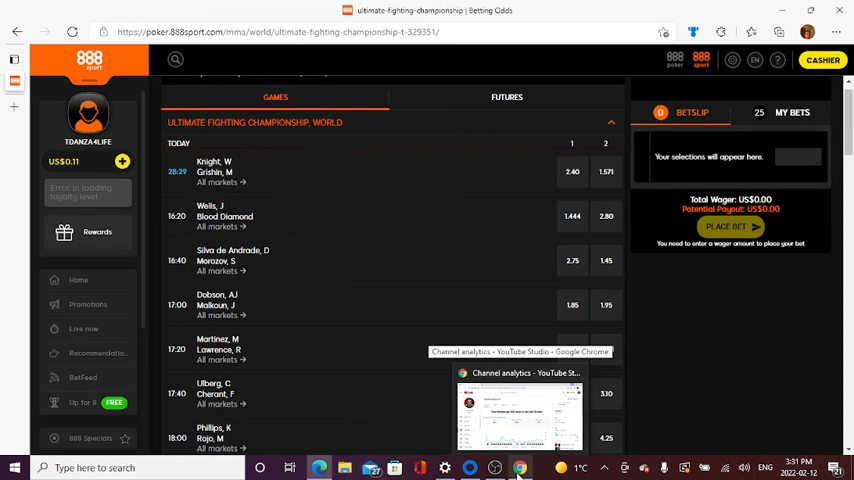 ultimate-fighting-championship | Betting Odds
https://poker.888sport.com/mma/world/ultimate-fighting-championship-t-329351/
888
sport
888
poker
888
sport
EN
?
CASHIER
TDANZA4LIFE
US$0.11
Error in loading
loyalty level
Rewards
Home
Promotions
Live now
Recommendatio...
BetFeed
Up for 8 FREE
888 Specials
GAMES
FUTURES
ULTIMATE FIGHTING CHAMPIONSHIP, WORLD
TODAY 1 2
28:29
Knight, W
Grishin, M
All markets
2.40 1.571
16:20
Wells, J
Blood Diamond
All markets
1.444 2.80
16:40
Silva de Andrade, D
Morozov, S
All markets
2.75 1.45
17:00
Dobson, AJ
Malkoun, J
All markets
1.85 1.95
17:20
Martinez, M
Lawrence, R
All markets
17:40
Ulberg, C
Cherant, F
All markets
3.10
18:00
Phillips, K
Rojo, M
All markets
4.25
0 BETSLIP
25 MY BETS
Your selections will appear here.
Total Wager: US$0.00
Potential Payout: US$0.00
PLACE BET
You need to enter a wager amount to place your bet
Channel analytics - YouTube Studio - Google Chrome
Channel analytics - YouTube St...
Type here to search
27
1°C
ENG
3:31 PM
2022-02-12
21